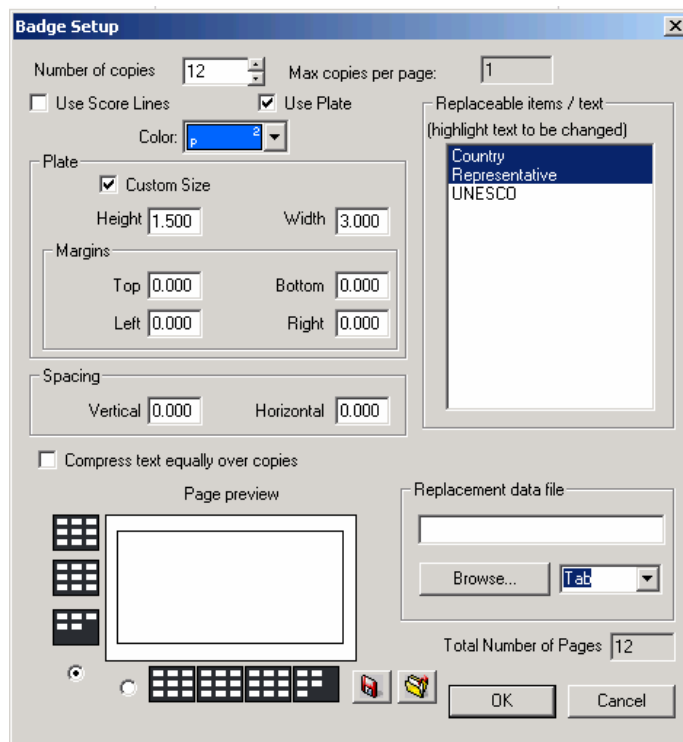 Badge Setup
Number of copies 12 Max copies per page: 1
Use Score Lines Use Plate
Color: p 2
Plate
Custom Size
Height 1.500 Width 3.000
Margins
Top 0.000 Bottom 0.000
Left 0.000 Right 0.000
Spacing
Vertical 0.000 Horizontal 0.000
Compress text equally over copies
Replaceable items / text
(highlight text to be changed)
Country
Representative
UNESCO
Page preview
Replacement data file
Browse... Tab
Total Number of Pages 12
OK Cancel